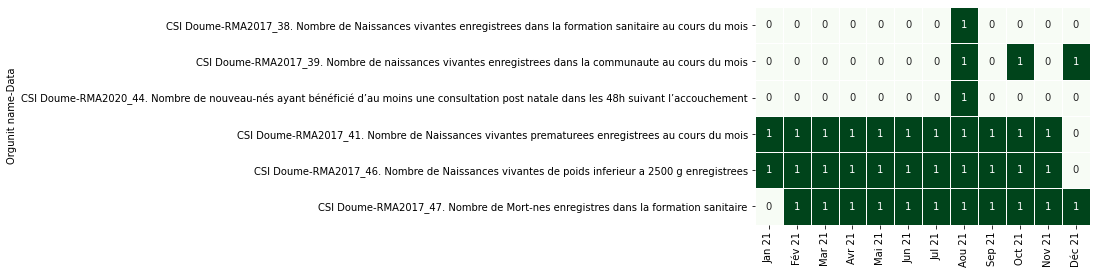 Orgunit name-Data
CSI Doume-RMA2017_38. Nombre de Naissances vivantes enregistrees dans la formation sanitaire au cours du mois 0 0 0 0 0 0 0 1 0 0 0 0
CSI Doume-RMA2017_39. Nombre de naissances vivantes enregistrees dans la communaute au cours du mois 0 0 0 0 0 0 0 1 0 1 0 1
CSI Doume-RMA2020_44. Nombre de nouveau-nés ayant bénéficié d’au moins une consultation post natale dans les 48h suivant l’accouchement 0 0 0 0 0 0 0 1 0 0 0 0
CSI Doume-RMA2017_41. Nombre de Naissances vivantes prematurees enregistrees au cours du mois 1 1 1 1 1 1 1 1 1 1 1 0
CSI Doume-RMA2017_46. Nombre de Naissances vivantes de poids inferieur a 2500 g enregistrees 1 1 1 1 1 1 1 1 1 1 1 0
CSI Doume-RMA2017_47. Nombre de Mort-nes enregistres dans la formation sanitaire 0 1 1 1 1 1 1 1 1 1 1 1
Jan 21 Fév 21 Mar 21 Avr 21 Mai 21 Jun 21 Jul 21 Aou 21 Sep 21 Oct 21 Nov 21 Déc 21